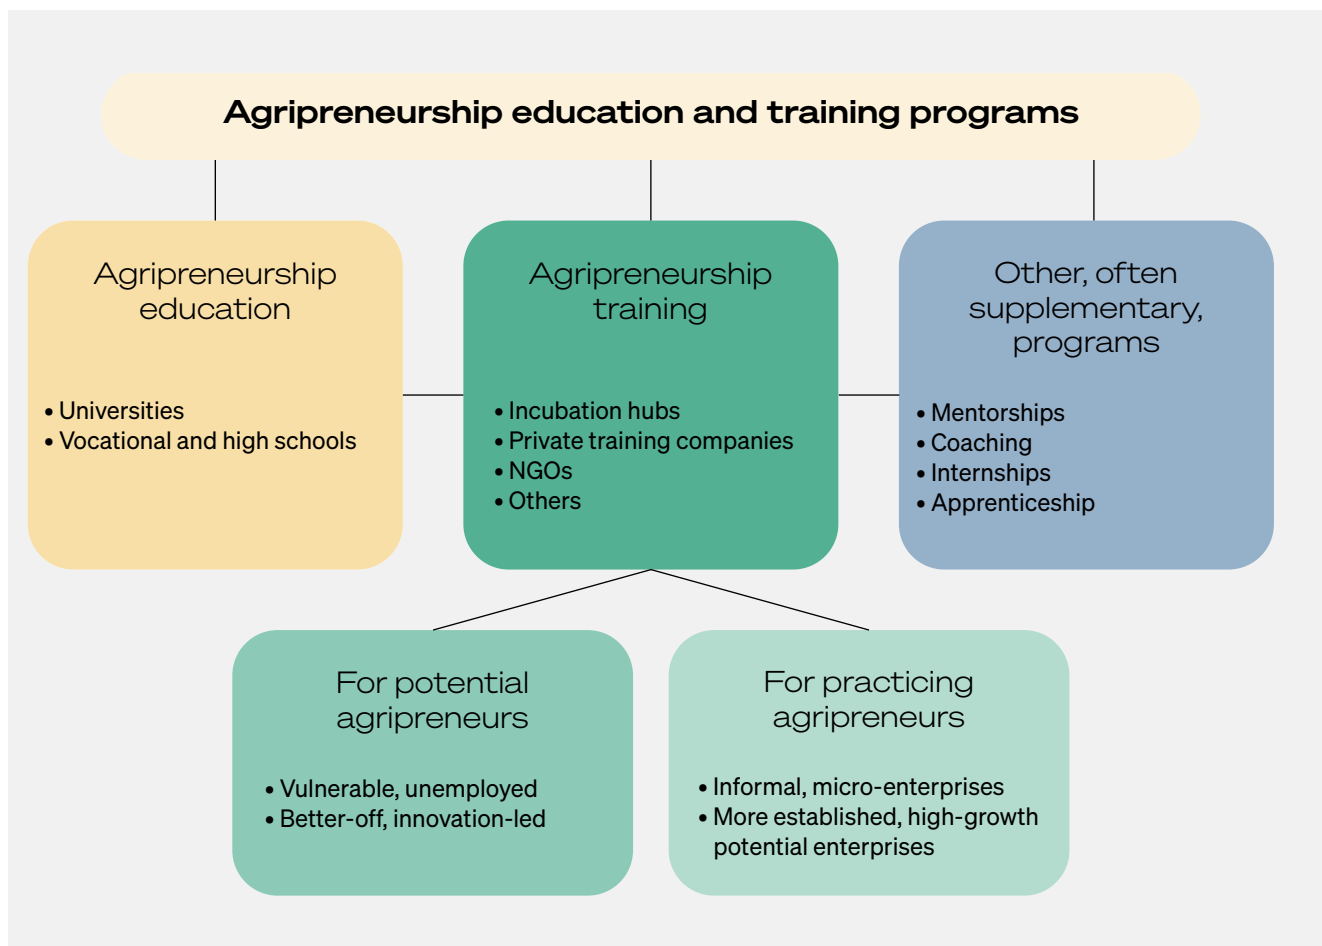 Agripreneurship education and training programs
Agripreneurship
education
• Universities
• Vocational and high schools
Agripreneurship
training
• Incubation hubs
• Private training companies
• NGOs
• Others
Other, often
supplementary,
programs
• Mentorships
• Coaching
• Internships
• Apprenticeship
For potential
agripreneurs
• Vulnerable, unemployed
• Better-off, innovation-led
For practicing
agripreneurs
• Informal, micro-enterprises
• More established, high-growth
potential enterprises